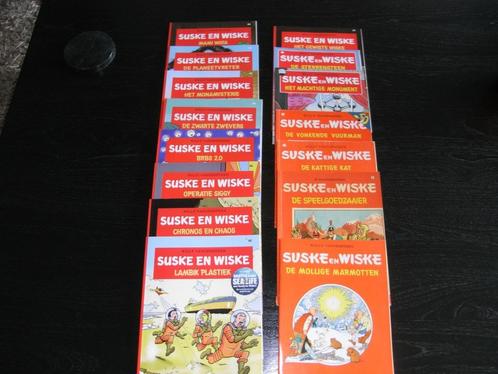 SUSKE EN WISKE
MAMI WATA
SUSKE EN WISKE
DE PLANEETVRETER
SUSKE EN WISKE
HET MONAMYSTERIE
SUSKE EN WISKE
DE ZWARTE ZWEVERS
SUSKE EN WISKE
BRBS 2.0
SUSKE EN WISKE
OPERATIE SIGGY
SUSKE EN WISKE
CHRONOS EN CHAOS
SUSKE EN WISKE
LAMBIK PLASTIEK
SEA LIFE
SUSKE EN WISKE
HET GEWISTE WISKE
SUSKE EN WISKE
DE STERRENSTEEN
SUSKE EN WISKE
HET MACHTIGE MONUMENT
SUSKE EN WISKE
DE VONKENDE VUURMAN
SUSKE EN WISKE
DE KATTIGE KAT
SUSKE EN WISKE
DE SPEELGOEDZAAIER
SUSKE EN WISKE
DE MOLLIGE MARMOTTEN